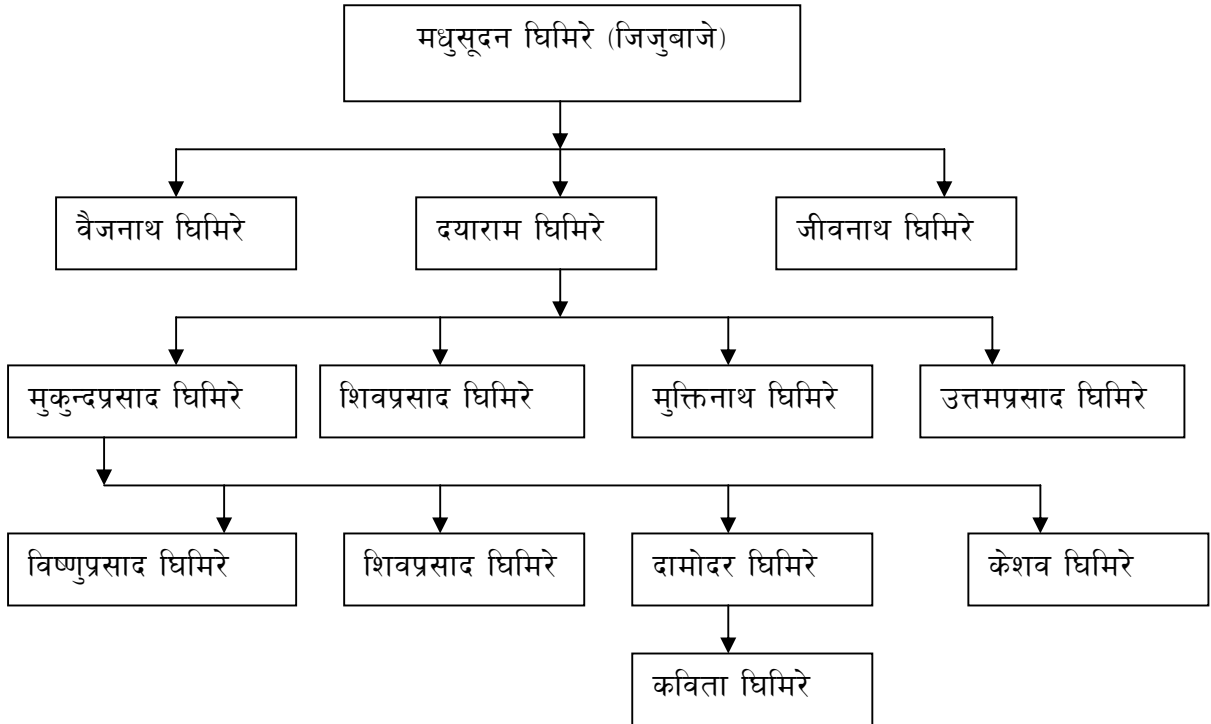 मधुसूदन घिमिरे (जिजुबाजे)
वैजनाथ घिमिरे
दयाराम घिमिरे
जीवनाथ घिमिरे
मुकुन्दप्रसाद घिमिरे
शिवप्रसाद घिमिरे
मुक्तिनाथ घिमिरे
उत्तमप्रसाद घिमिरे
विष्णुप्रसाद घिमिरे
शिवप्रसाद घिमिरे
दामोदर घिमिरे
केशव घिमिरे
कविता घिमिरे